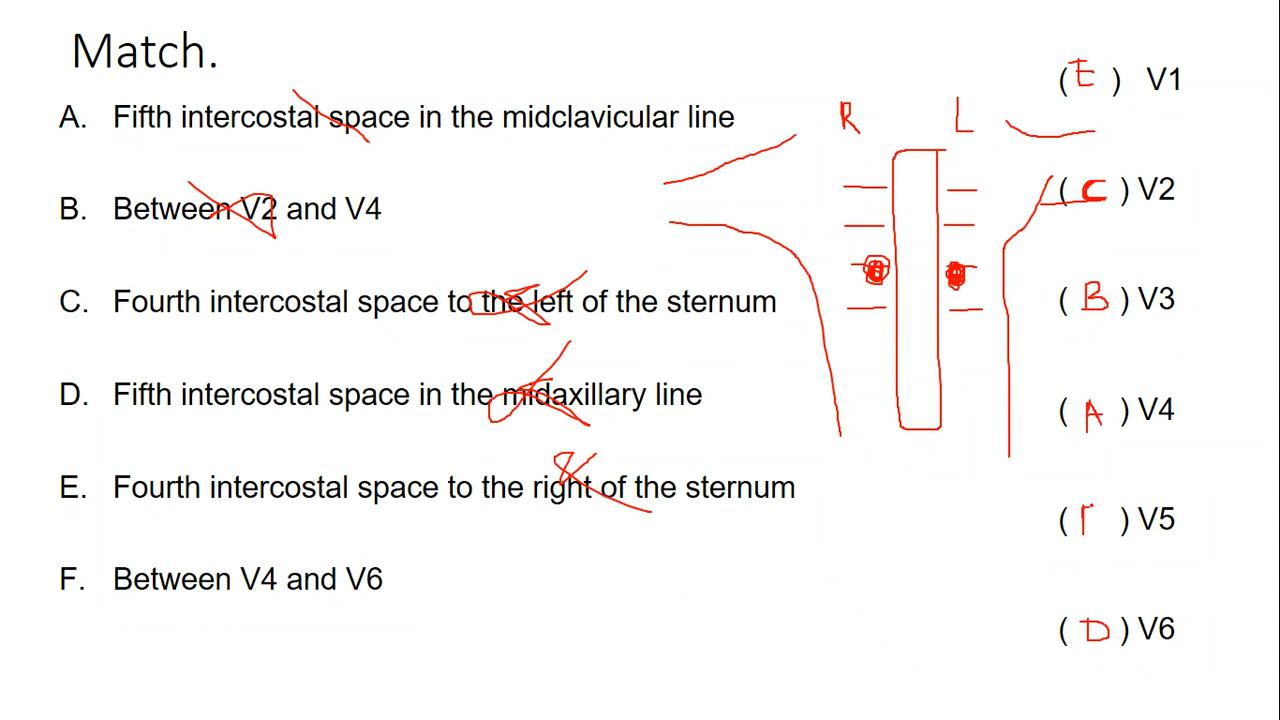 Match.
A. Fifth intercostal space in the midclavicular line
B. Between V2 and V4
C. Fourth intercostal space to the left of the sternum
D. Fifth intercostal space in the midaxillary line
E. Fourth intercostal space to the right of the sternum
F. Between V4 and V6
R L
(E) V1
(C) V2
(B) V3
(A) V4
( ) V5
(D) V6